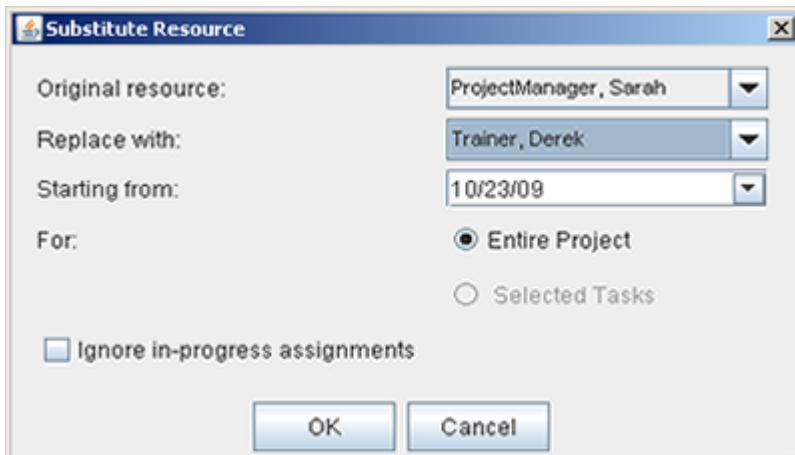 Substitute Resource
Original resource: ProjectManager, Sarah
Replace with: Trainer, Derek
Starting from: 10/23/09
For: Entire Project
Selected Tasks
Ignore in-progress assignments
OK Cancel